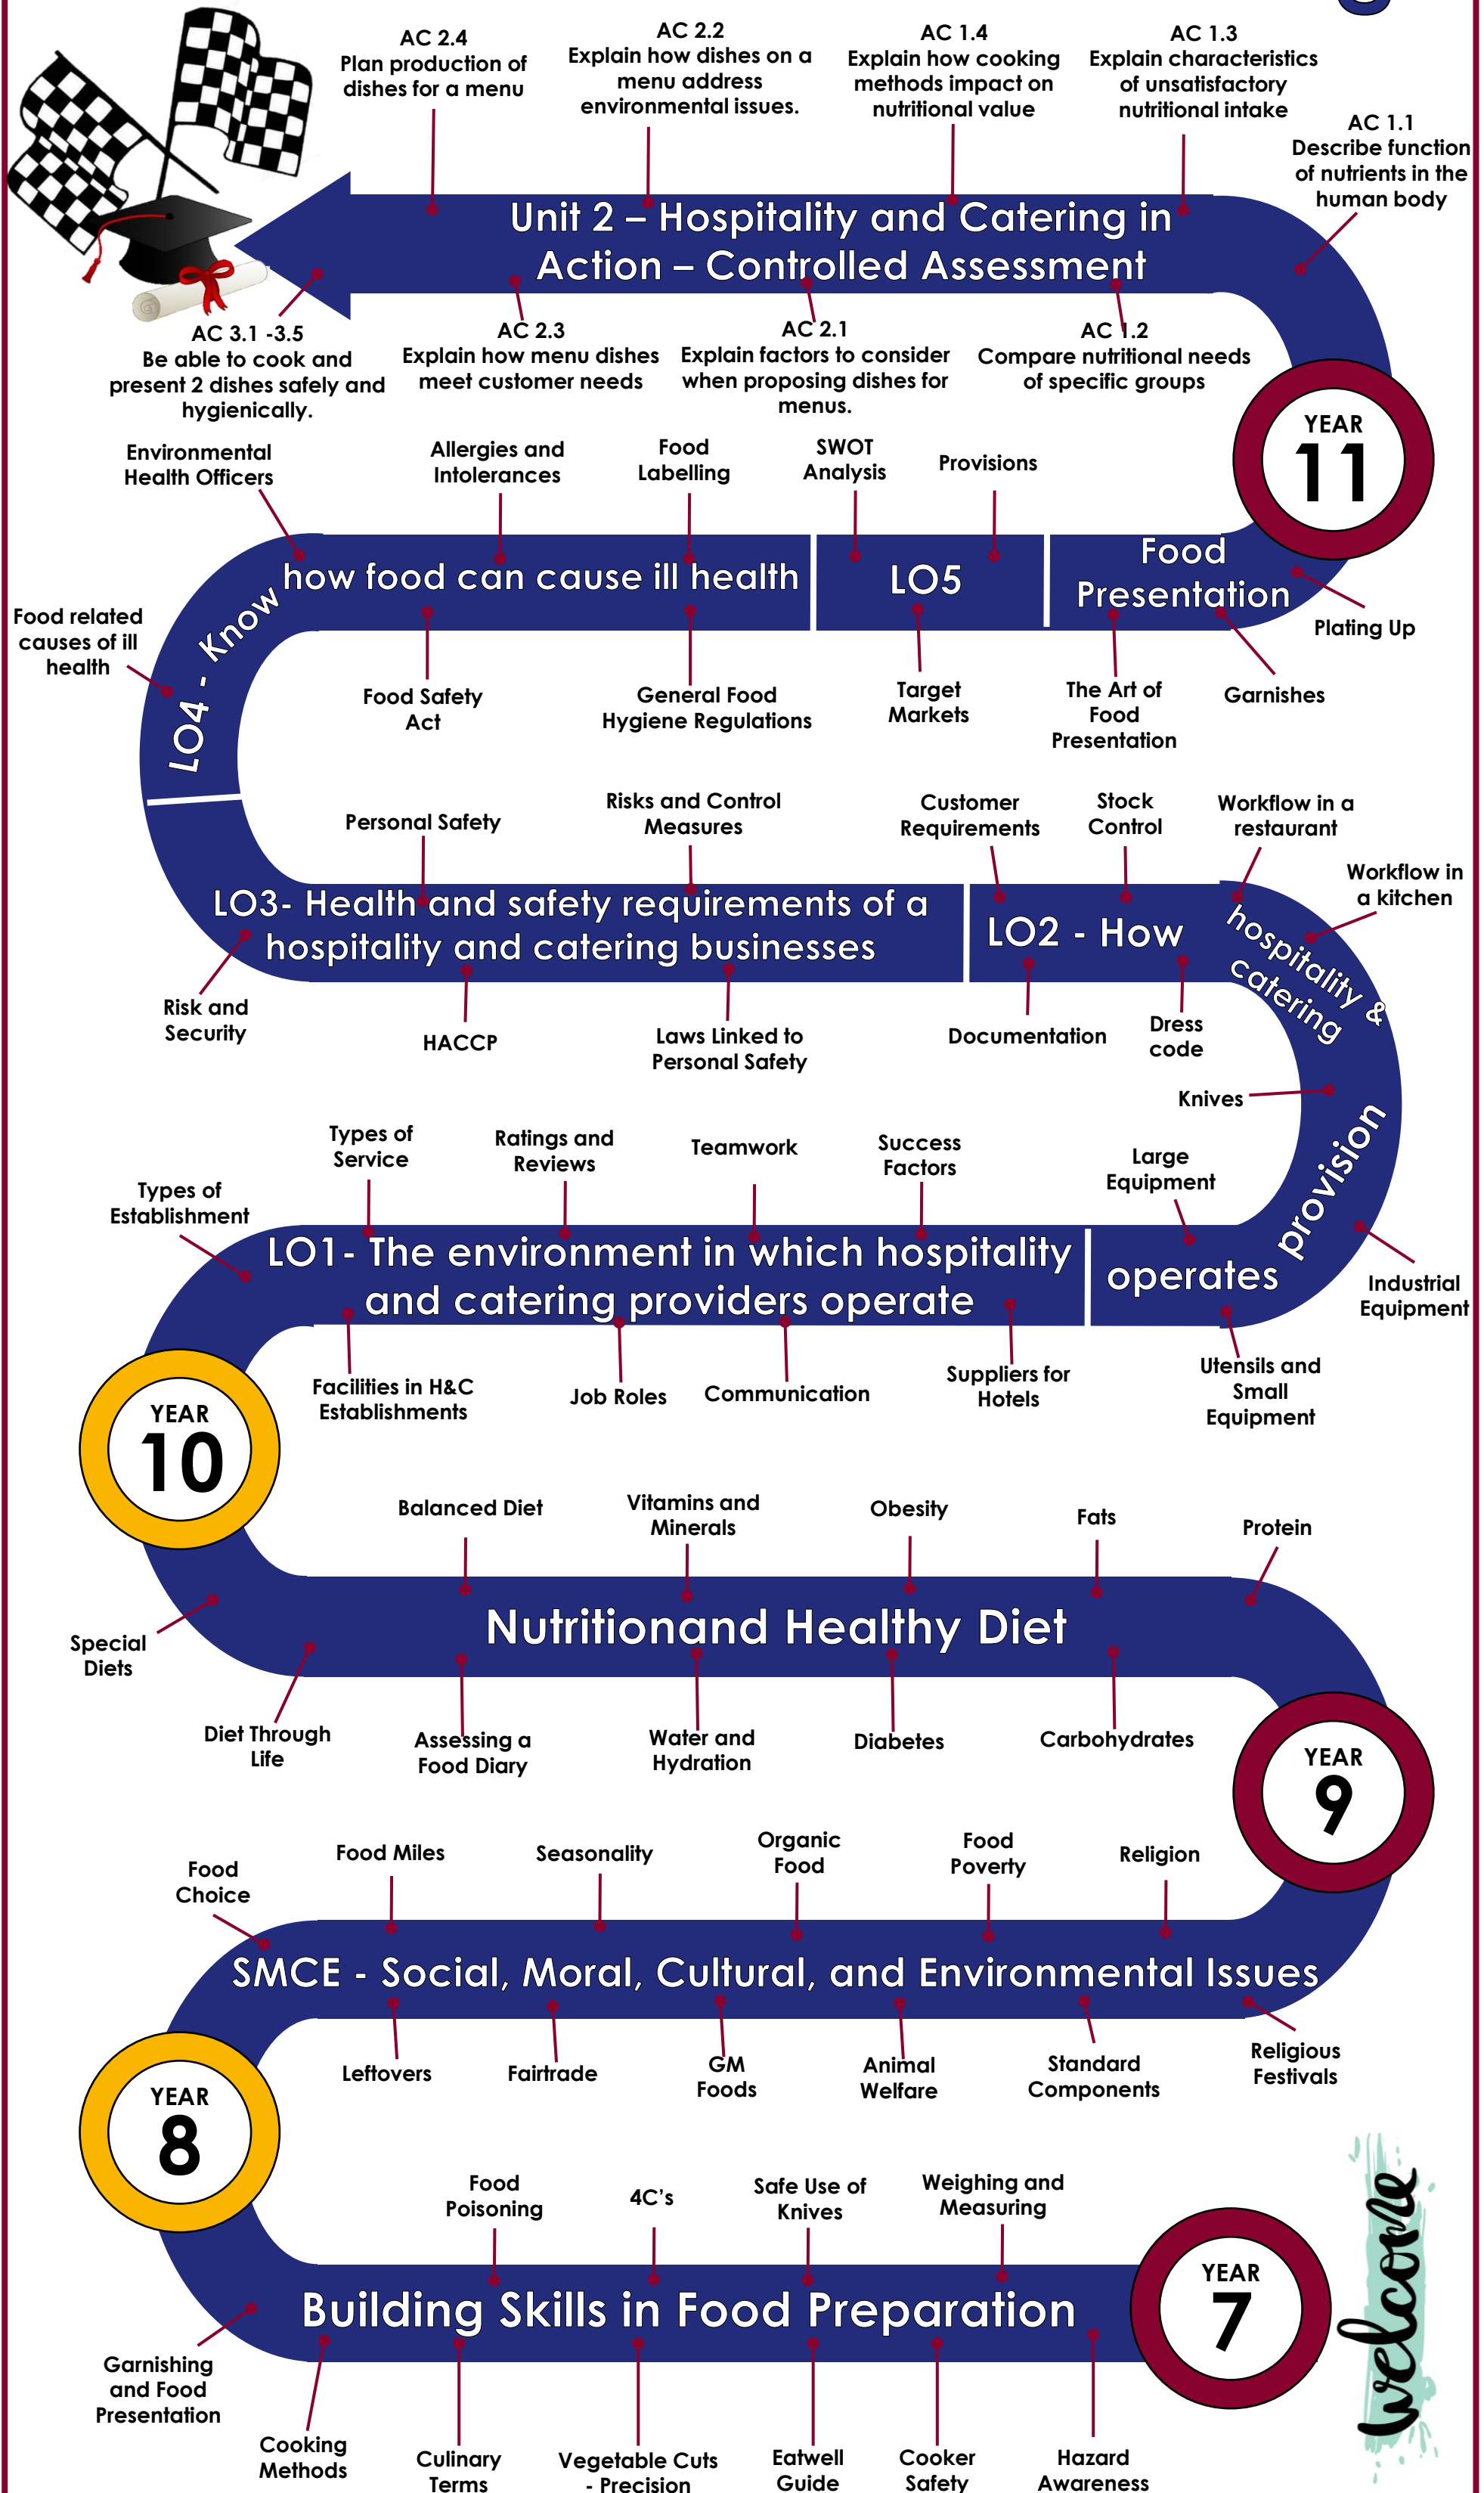 AC 2.4
Plan production of
dishes for a menu
AC 2.2
Explain how dishes on a
menu address
environmental issues.
AC 1.4
Explain how cooking
methods impact on
nutritional value
AC 1.3
Explain characteristics
of unsatisfactory
nutritional intake
AC 1.1
Describe function
of nutrients in the
human body
Unit 2 – Hospitality and Catering in
Action – Controlled Assessment
AC 3.1 -3.5
Be able to cook and
present 2 dishes safely and
hygienically.
AC 2.3
Explain how menu dishes
meet customer needs
AC 2.1
Explain factors to consider
when proposing dishes for
menus.
AC 1.2
Compare nutritional needs
of specific groups
YEAR
11
Environmental
Health Officers
Allergies and
Intolerances
Food
Labelling
SWOT
Analysis
Provisions
LO4 - Know
how food can cause ill health
LO5
Food
Presentation
Plating Up
Food related
causes of ill
health
Food Safety
Act
General Food
Hygiene Regulations
Target
Markets
The Art of
Food
Presentation
Garnishes
Personal Safety
Risks and Control
Measures
Customer
Requirements
Stock
Control
Workflow in a
restaurant
Workflow in
a kitchen
LO3- Health and safety requirements of a
hospitality and catering businesses
LO2 - How
hospitality &
catering
provision
operates
Risk and
Security
HACCP
Laws Linked to
Personal Safety
Documentation
Dress
code
Knives
Types of
Establishment
Types of
Service
Ratings and
Reviews
Teamwork
Success
Factors
Large
Equipment
LO1- The environment in which hospitality
and catering providers operate
Industrial
Equipment
Facilities in H&C
Establishments
Job Roles
Communication
Suppliers for
Hotels
Utensils and
Small
Equipment
YEAR
10
Balanced Diet
Vitamins and
Minerals
Obesity
Fats
Protein
Nutritionand Healthy Diet
Special
Diets
Diet Through
Life
Assessing a
Food Diary
Water and
Hydration
Diabetes
Carbohydrates
YEAR
9
Food
Choice
Food Miles
Seasonality
Organic
Food
Food
Poverty
Religion
SMCE - Social, Moral, Cultural, and Environmental Issues
Leftovers
Fairtrade
GM
Foods
Animal
Welfare
Standard
Components
Religious
Festivals
YEAR
8
Food
Poisoning
4C’s
Safe Use of
Knives
Weighing and
Measuring
Building Skills in Food Preparation
YEAR
7
welcome
Garnishing
and Food
Presentation
Cooking
Methods
Culinary
Terms
Vegetable Cuts
- Precision
Eatwell
Guide
Cooker
Safety
Hazard
Awareness